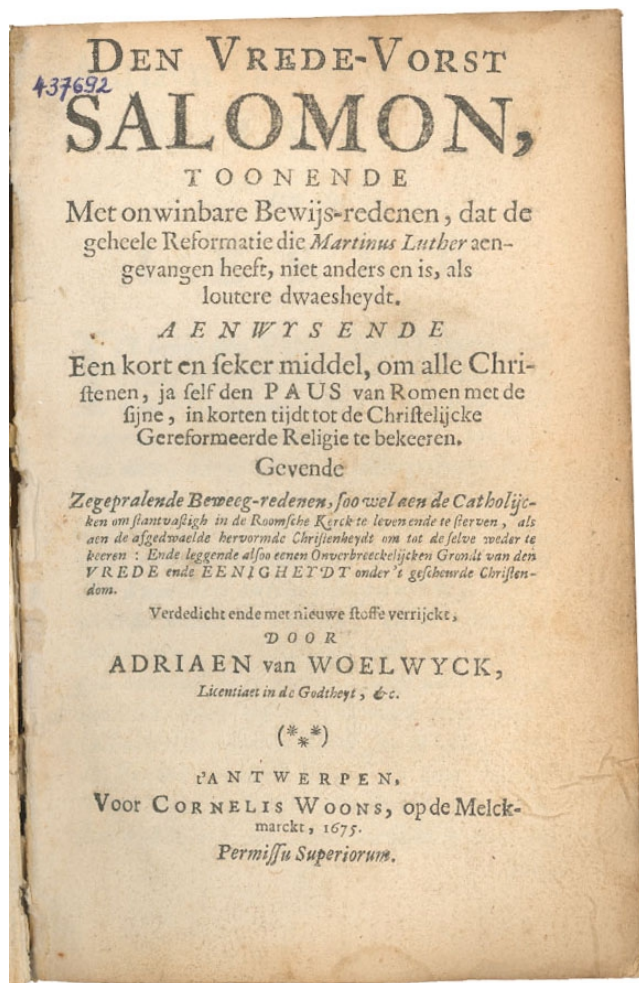 DEN VREDE-VORST
437692
SALOMON,
TOONENDE
Met onwinbare Bewijs-redenen, dat de
geheele Reformatie die Martinus Luther aen-
gevangen heeft, niet anders en is, als
loutere dwaesheydt.
AENWYSENDE
Een kort en seker middel, om alle Chri-
stenen, ja self den PAUS van Romen met de
sijne, in korten tijdt tot de Christelijcke
Gereformeerde Religie te bekeeren.
Gevende
Zegepralende Beweeg-redenen, soo wel aen de Catholijc-
ken om stantvastigh in de Roomsche Kerck te leven ende te sterven, als
aen de afgedwaelde hervormde Christenheydt om tot de selve weder te
keeren: Ende leggende alsoo eenen Onverbreeckelijcken Grondt van den
VREDE ende EENIGHEYDT onder 't gescheurde Christen-
dom.
Verdedicht ende met nieuwe stoffe verrijckt,
DOOR
ADRIAEN van WOELWYCK,
Licentiaet in de Godtheyt, &c.
(***)
t'ANTWERPEN,
Voor CORNELIS WOONS, op de Melck-
marckt, 1675.
Permissu Superiorum.